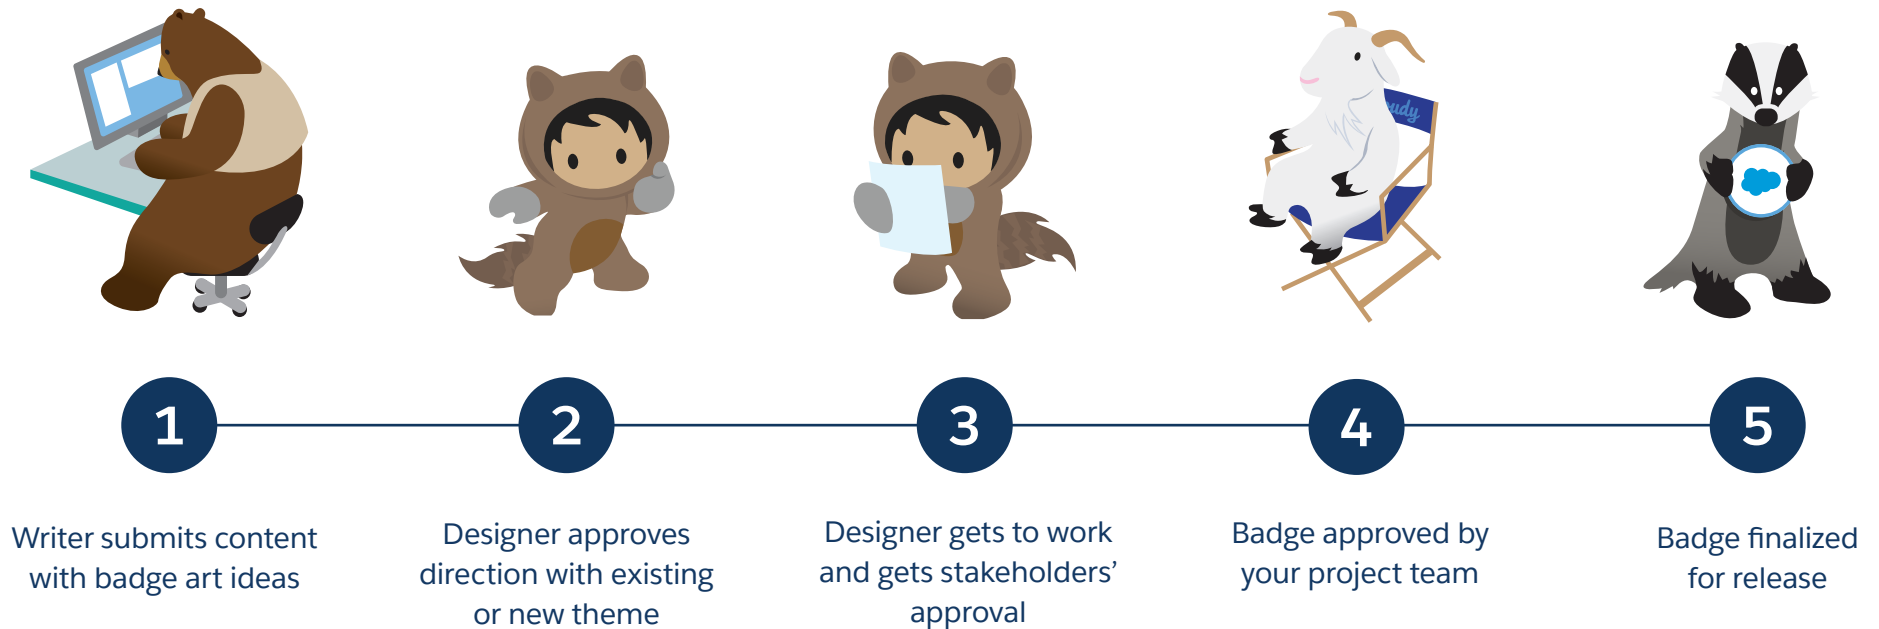 udy
1
2
3
4
5
Writer submits content
with badge art ideas
Designer approves
direction with existing
or new theme
Designer gets to work
and gets stakeholders’
approval
Badge approved by
your project team
Badge finalized
for release